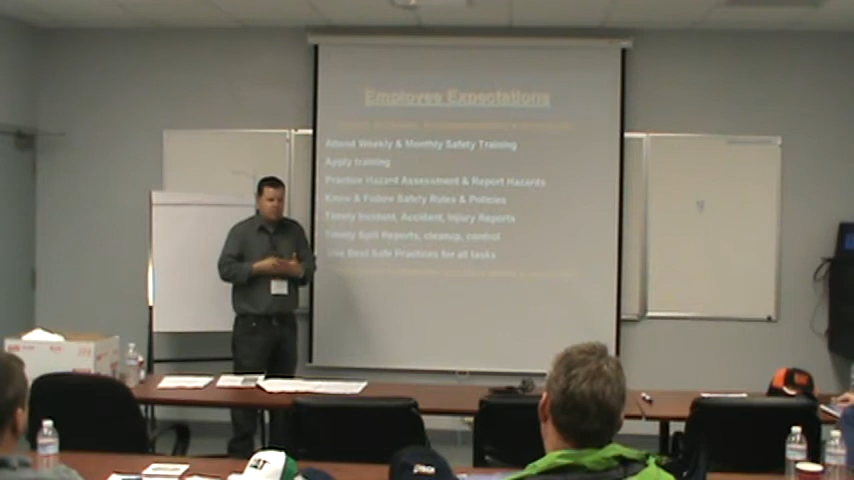 Employee Expectations
Attend Weekly & Monthly Safety Training
Apply training
Practice Hazard Assessment & Report Hazards
Know & Follow Safety Rules & Policies
Timely Incident, Accident, Injury Reports
Timely Spill Reports, cleanup, control
Use Best Safe Practices for all tasks
CAT